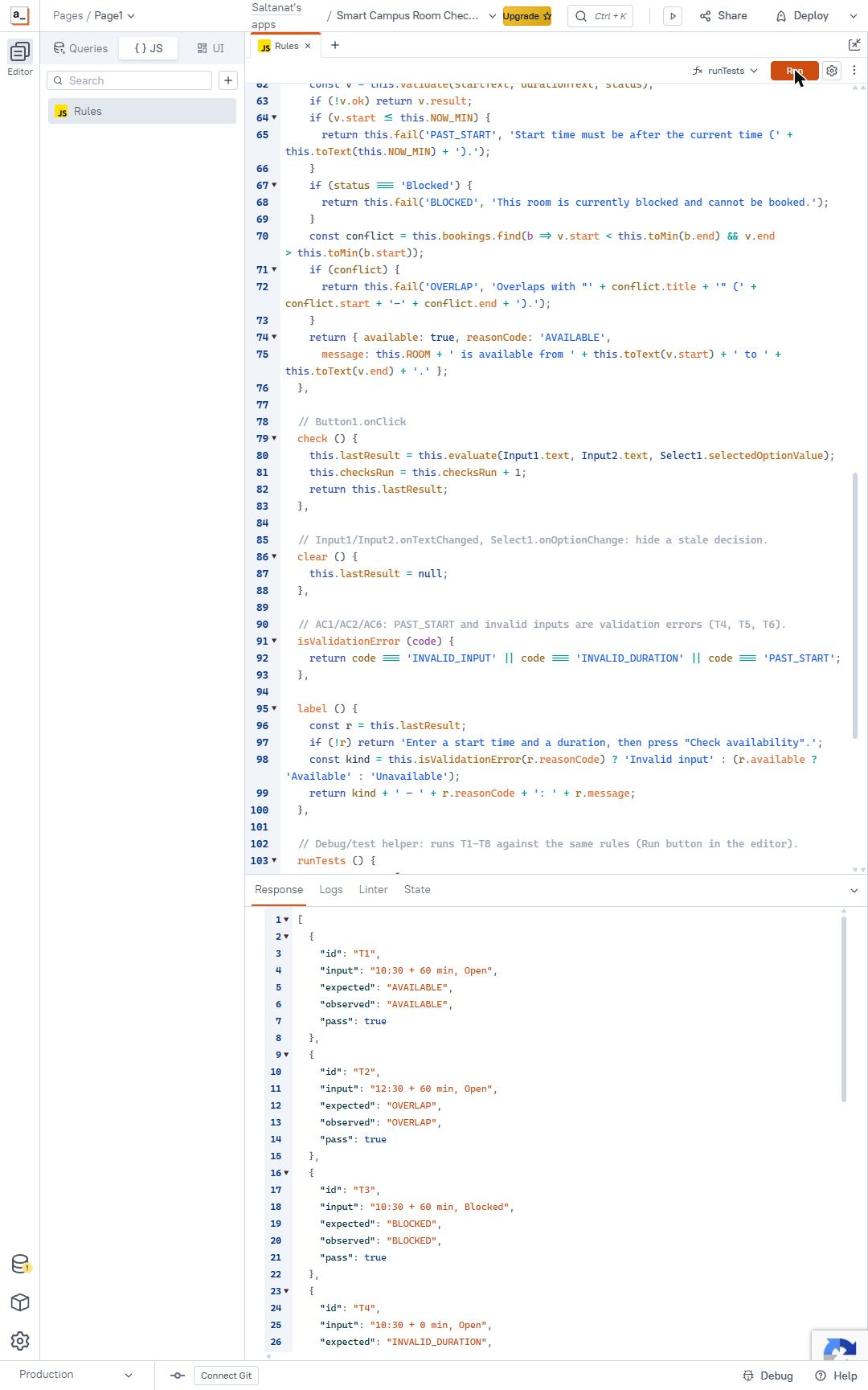 a_
Pages / Page1
Saltanat's apps / Smart Campus Room Chec...
Upgrade
Ctrl + K
Share
Deploy
Editor
Queries
{ } JS
UI
Search
+
JS Rules
JS Rules ×
+
fx runTests
63 if (!v.ok) return v.result;
64 if (v.start ≤ this.NOW_MIN) {
65 return this.fail('PAST_START', 'Start time must be after the current time (' +
this.toText(this.NOW_MIN) + ').');
66 }
67 if (status === 'Blocked') {
68 return this.fail('BLOCKED', 'This room is currently blocked and cannot be booked.');
69 }
70 const conflict = this.bookings.find(b => v.start < this.toMin(b.end) && v.end
> this.toMin(b.start));
71 if (conflict) {
72 return this.fail('OVERLAP', 'Overlaps with "' + conflict.title + '" (' +
conflict.start + '-' + conflict.end + ').');
73 }
74 return { available: true, reasonCode: 'AVAILABLE',
75 message: this.ROOM + ' is available from ' + this.toText(v.start) + ' to ' +
this.toText(v.end) + '.' };
76 },
77
78 // Button1.onClick
79 check () {
80 this.lastResult = this.evaluate(Input1.text, Input2.text, Select1.selectedOptionValue);
81 this.checksRun = this.checksRun + 1;
82 return this.lastResult;
83 },
84
85 // Input1/Input2.onTextChanged, Select1.onOptionChange: hide a stale decision.
86 clear () {
87 this.lastResult = null;
88 },
89
90 // AC1/AC2/AC6: PAST_START and invalid inputs are validation errors (T4, T5, T6).
91 isValidationError (code) {
92 return code === 'INVALID_INPUT' || code === 'INVALID_DURATION' || code === 'PAST_START';
93 },
94
95 label () {
96 const r = this.lastResult;
97 if (!r) return 'Enter a start time and a duration, then press "Check availability".';
98 const kind = this.isValidationError(r.reasonCode) ? 'Invalid input' : (r.available ?
'Available' : 'Unavailable');
99 return kind + ' - ' + r.reasonCode + ': ' + r.message;
100 },
101
102 // Debug/test helper: runs T1-T8 against the same rules (Run button in the editor).
103 runTests () {
Response
Logs
Linter
State
1 [
2 {
3 "id": "T1",
4 "input": "10:30 + 60 min, Open",
5 "expected": "AVAILABLE",
6 "observed": "AVAILABLE",
7 "pass": true
8 },
9 {
10 "id": "T2",
11 "input": "12:30 + 60 min, Open",
12 "expected": "OVERLAP",
13 "observed": "OVERLAP",
14 "pass": true
15 },
16 {
17 "id": "T3",
18 "input": "10:30 + 60 min, Blocked",
19 "expected": "BLOCKED",
20 "observed": "BLOCKED",
21 "pass": true
22 },
23 {
24 "id": "T4",
25 "input": "10:30 + 0 min, Open",
26 "expected": "INVALID_DURATION",
Production
Connect Git
Debug
Help